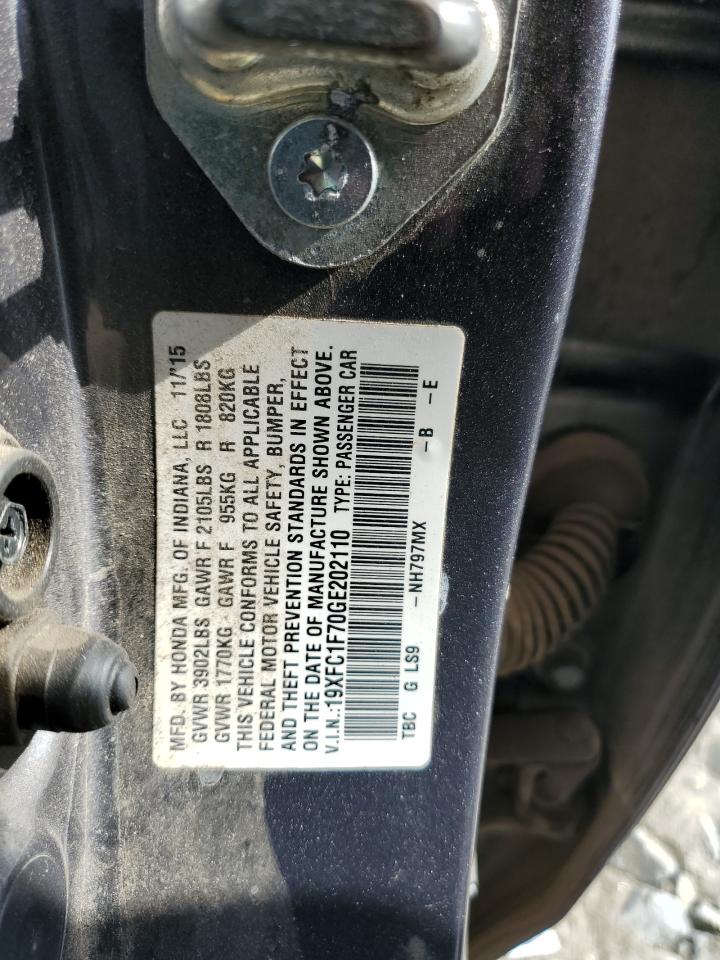 MFD. BY HONDA MFG. OF INDIANA, LLC 11/'15
GVWR 3902LBS GAWR F 2105LBS R 1808LBS
GVWR 1770KG GAWR F 955KG R 820KG
THIS VEHICLE CONFORMS TO ALL APPLICABLE
FEDERAL MOTOR VEHICLE SAFETY, BUMPER,
AND THEFT PREVENTION STANDARDS IN EFFECT
ON THE DATE OF MANUFACTURE SHOWN ABOVE.
V.I.N.:19XFC1F70GE202110 TYPE: PASSENGER CAR
TBC G LS9 -NH797MX -B -E